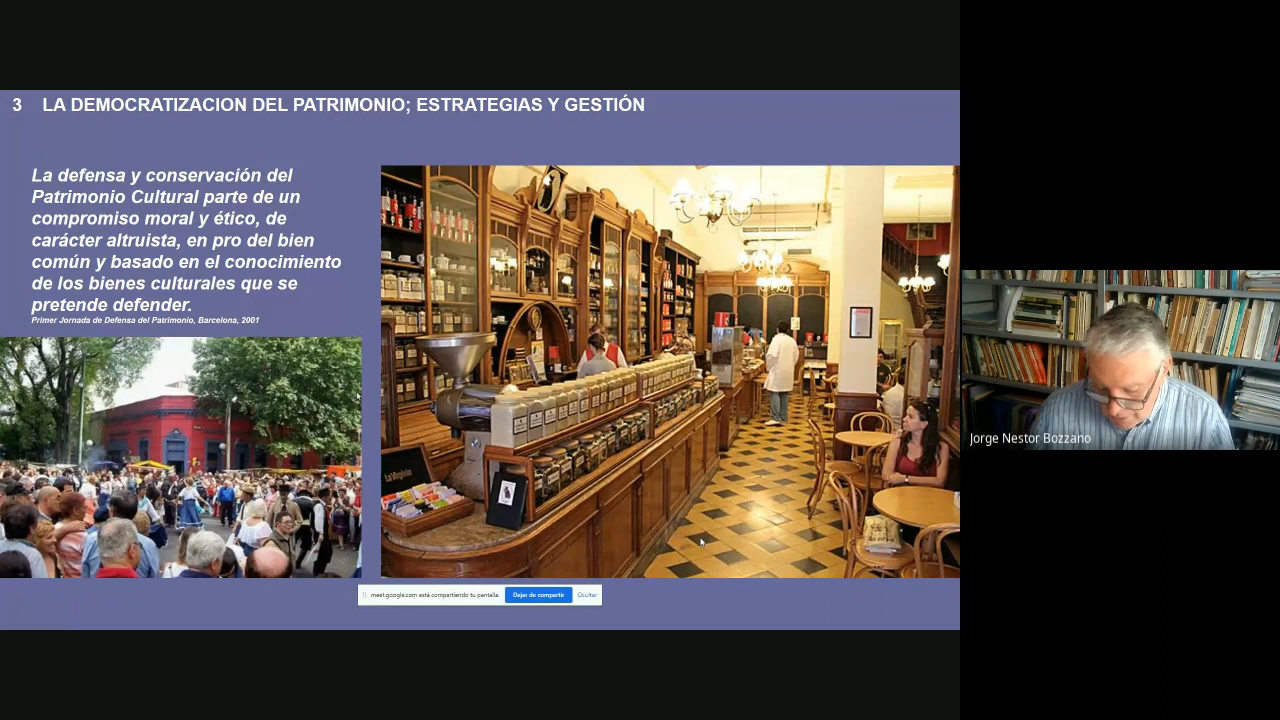 3 LA DEMOCRATIZACION DEL PATRIMONIO; ESTRATEGIAS Y GESTIÓN
La defensa y conservación del
Patrimonio Cultural parte de un
compromiso moral y ético, de
carácter altruista, en pro del bien
común y basado en el conocimiento
de los bienes culturales que se
pretende defender.
Primer Jornada de Defensa del Patrimonio, Barcelona, 2001
La Virginia
meet.google.com está compartiendo tu pantalla.
Dejar de compartir
Ocultar
Jorge Nestor Bozzano